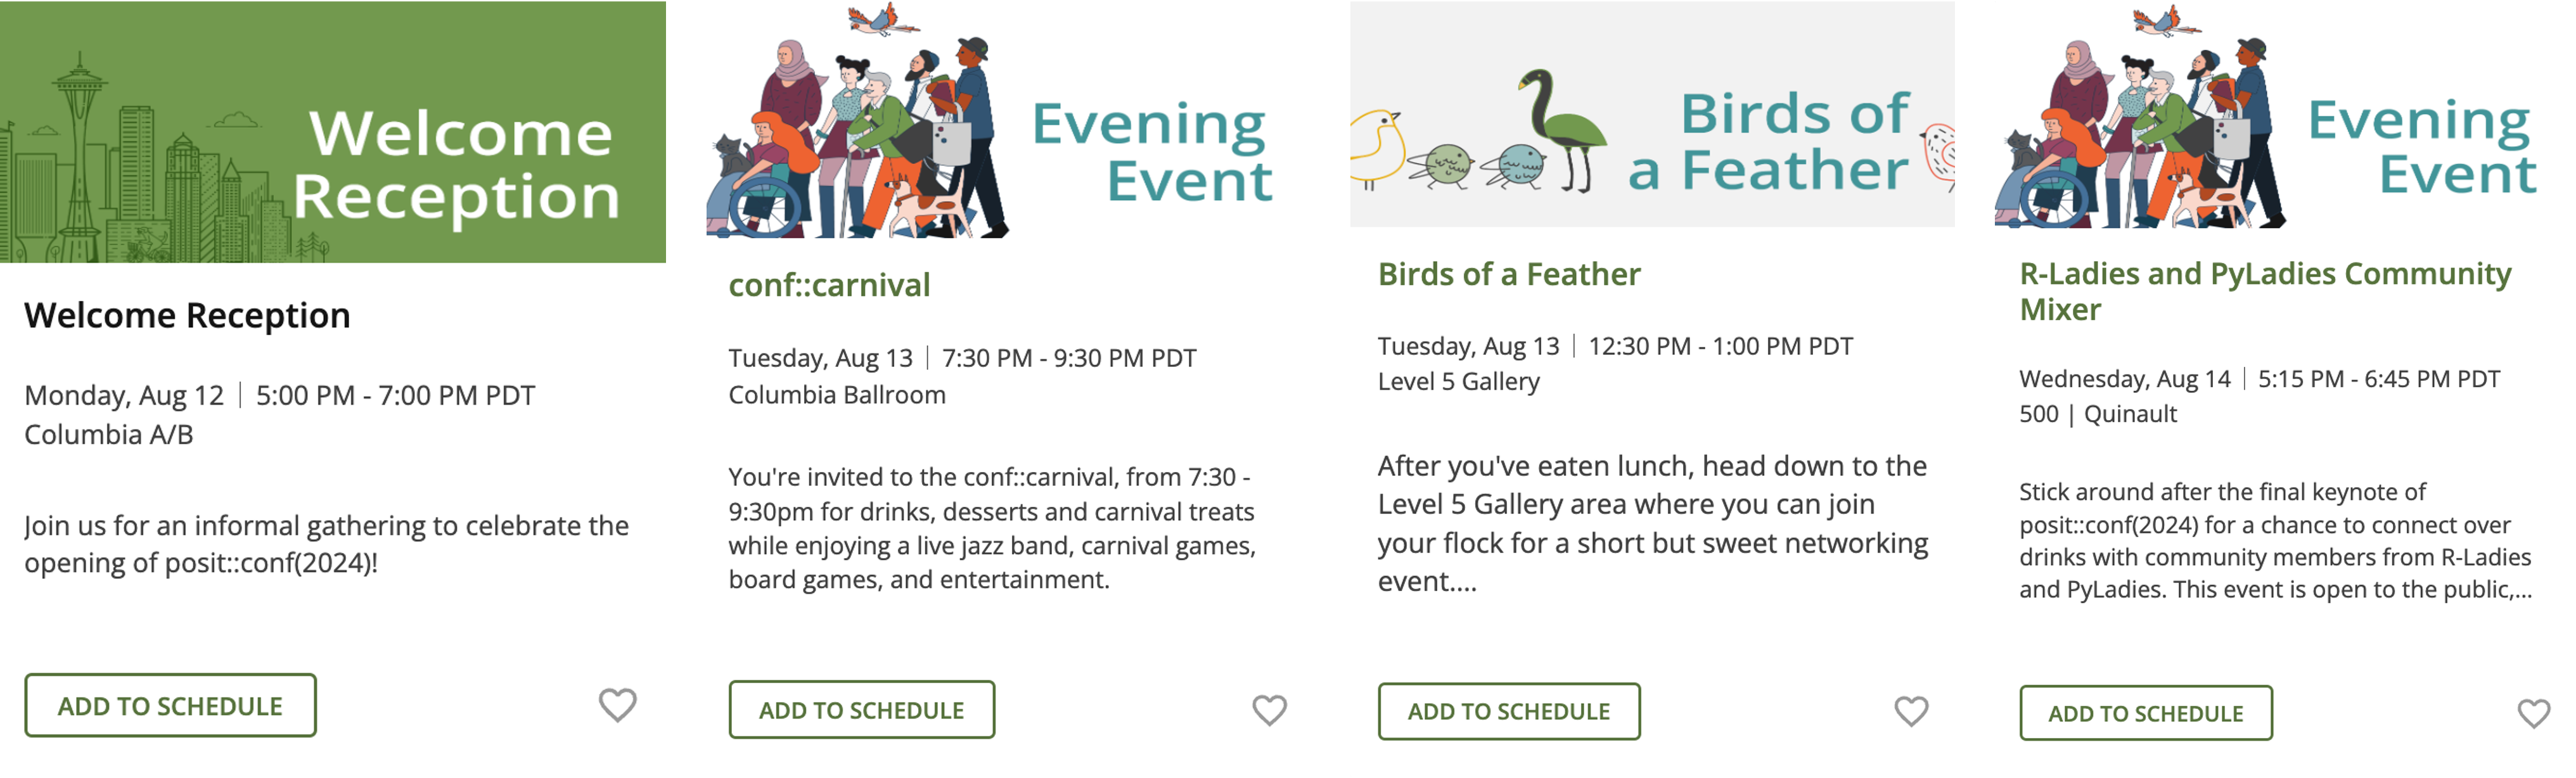 Welcome
Reception
Welcome Reception
Monday, Aug 12 | 5:00 PM - 7:00 PM PDT
Columbia A/B
Join us for an informal gathering to celebrate the
opening of posit::conf(2024)!
ADD TO SCHEDULE
Evening
Event
conf::carnival
Tuesday, Aug 13 | 7:30 PM - 9:30 PM PDT
Columbia Ballroom
You're invited to the conf::carnival, from 7:30 -
9:30pm for drinks, desserts and carnival treats
while enjoying a live jazz band, carnival games,
board games, and entertainment.
ADD TO SCHEDULE
Birds of
a Feather
Birds of a Feather
Tuesday, Aug 13 | 12:30 PM - 1:00 PM PDT
Level 5 Gallery
After you've eaten lunch, head down to the
Level 5 Gallery area where you can join
your flock for a short but sweet networking
event....
ADD TO SCHEDULE
Evening
Event
R-Ladies and PyLadies Community
Mixer
Wednesday, Aug 14 | 5:15 PM - 6:45 PM PDT
500 | Quinault
Stick around after the final keynote of
posit::conf(2024) for a chance to connect over
drinks with community members from R-Ladies
and PyLadies. This event is open to the public,...
ADD TO SCHEDULE